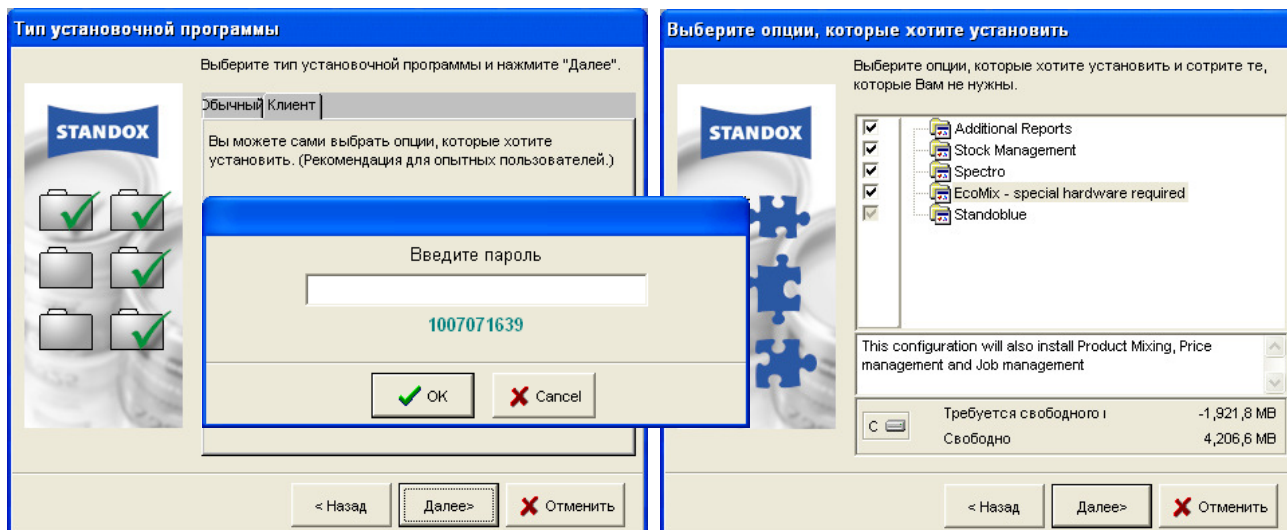 Тип установочной программы
Выберите тип установочной программы и нажмите "Далее".
STANDOX
Обычный
Клиент
Вы можете сами выбрать опции, которые хотите
установить. (Рекомендация для опытных пользователей.)
Введите пароль
1007071639
OK
Cancel
< Назад
Далее>
Отменить
Выберите опции, которые хотите установить
Выберите опции, которые хотите установить и сотрите те,
которые Вам не нужны.
STANDOX
Additional Reports
Stock Management
Spectro
EcoMix - special hardware required
Standoblue
This configuration will also install Product Mixing, Price
management and Job management
C
Требуется свободного
-1,921,8 MB
Свободно
4,206,6 MB
< Назад
Далее>
Отменить